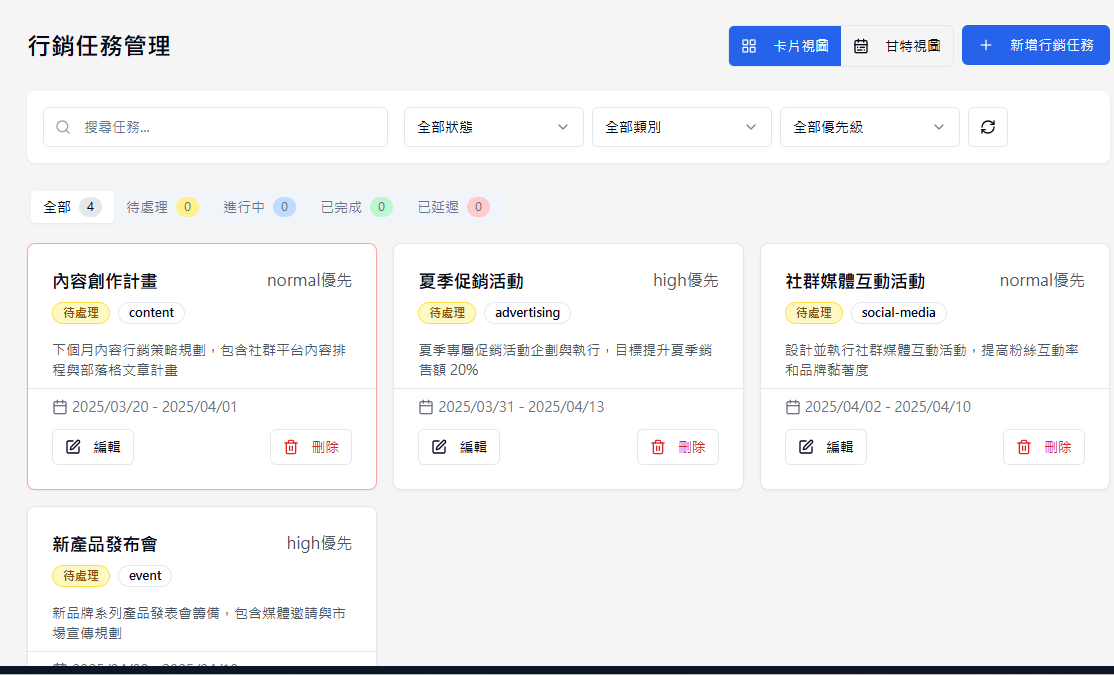 行銷任務管理
卡片視圖
甘特視圖
新增行銷任務
搜尋任務...
全部狀態
全部類別
全部優先級
全部 4
待處理 0
進行中 0
已完成 0
已延遲 0
內容創作計畫 normal優先
待處理 content
下個月內容行銷策略規劃，包含社群平台內容排
程與部落格文章計畫
2025/03/20 - 2025/04/01
編輯 刪除
夏季促銷活動 high優先
待處理 advertising
夏季專屬促銷活動企劃與執行，目標提升夏季銷
售額 20%
2025/03/31 - 2025/04/13
編輯 刪除
社群媒體互動活動 normal優先
待處理 social-media
設計並執行社群媒體互動活動，提高粉絲互動率
和品牌黏著度
2025/04/02 - 2025/04/10
編輯 刪除
新產品發布會 high優先
待處理 event
新品牌系列產品發表會籌備，包含媒體邀請與市
場宣傳規劃